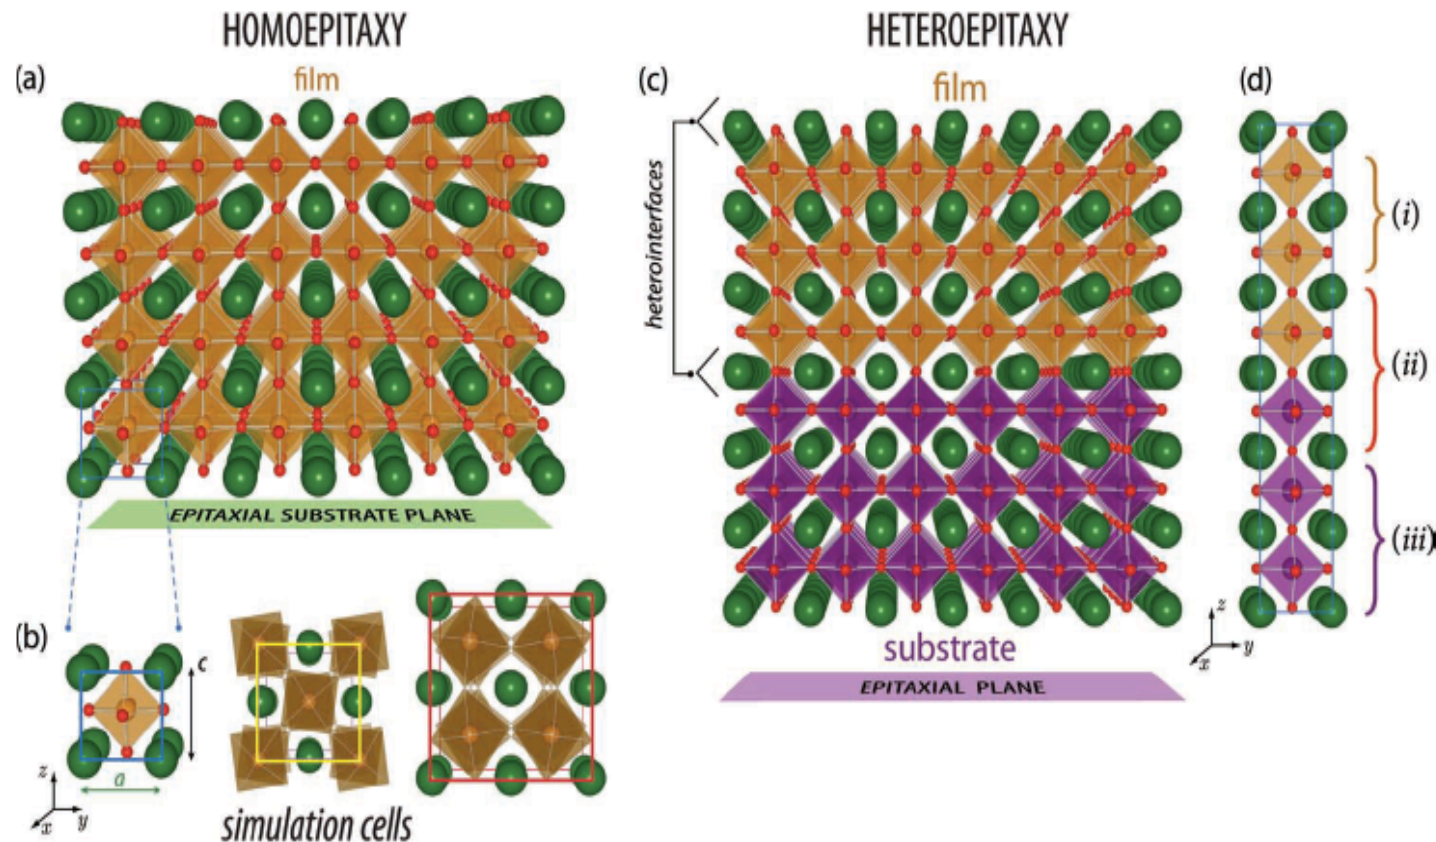 HOMOEPITAXY
HETEROEPITAXY
(a)
film
EPITAXIAL SUBSTRATE PLANE
(b)
c
a
z
x
y
simulation cells
(c)
film
heterointerfaces
substrate
EPITAXIAL PLANE
(d)
(i)
(ii)
(iii)
z
x
y